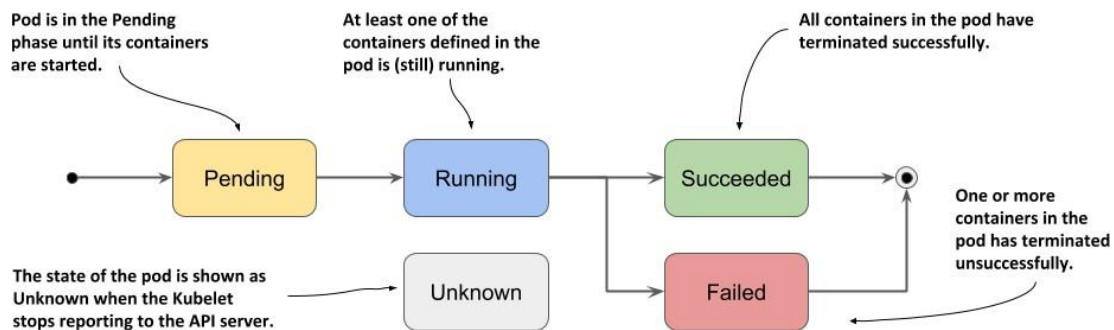 Pod is in the Pending
phase until its containers
are started.
At least one of the
containers defined in the
pod is (still) running.
All containers in the pod have
terminated successfully.
Pending
Running
Succeeded
One or more
containers in the
pod has terminated
unsuccessfully.
The state of the pod is shown as
Unknown when the Kubelet
stops reporting to the API server.
Unknown
Failed